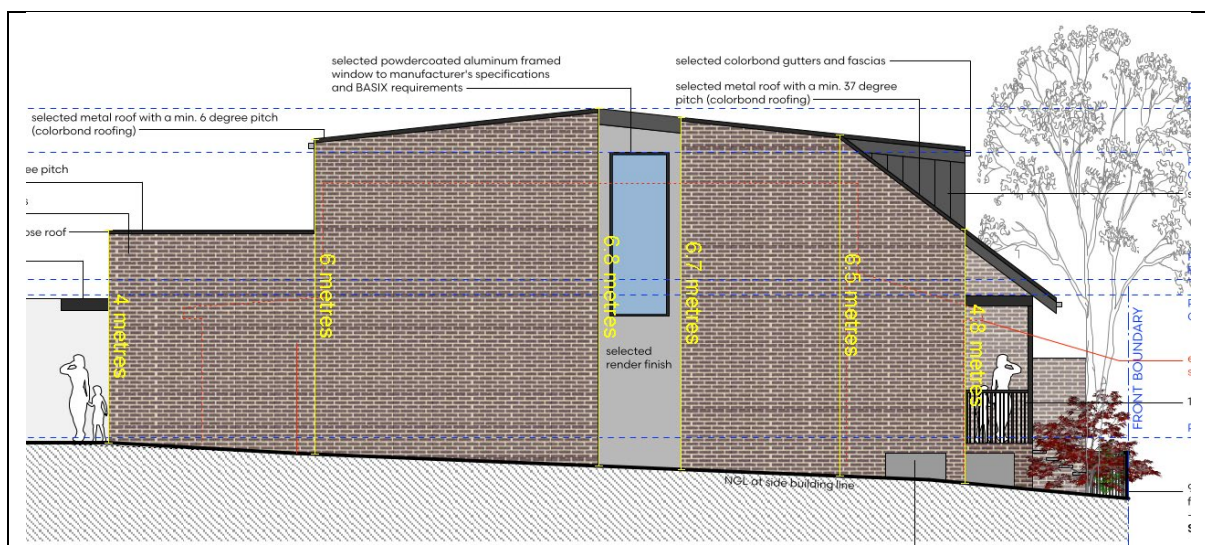 selected powdercoated aluminum framed
window to manufacturer's specifications
and BASIX requirements
selected colorbond gutters and fascias
selected metal roof with a min. 37 degree
pitch (colorbond roofing)
selected metal roof with a min. 6 degree pitch
(colorbond roofing)
ee pitch
s
ose roof
4 metres
6 metres
6.8 metres
6.7 metres
6.5 metres
4.8 metres
selected
render finish
NGL at side building line
FRONT BOUNDARY